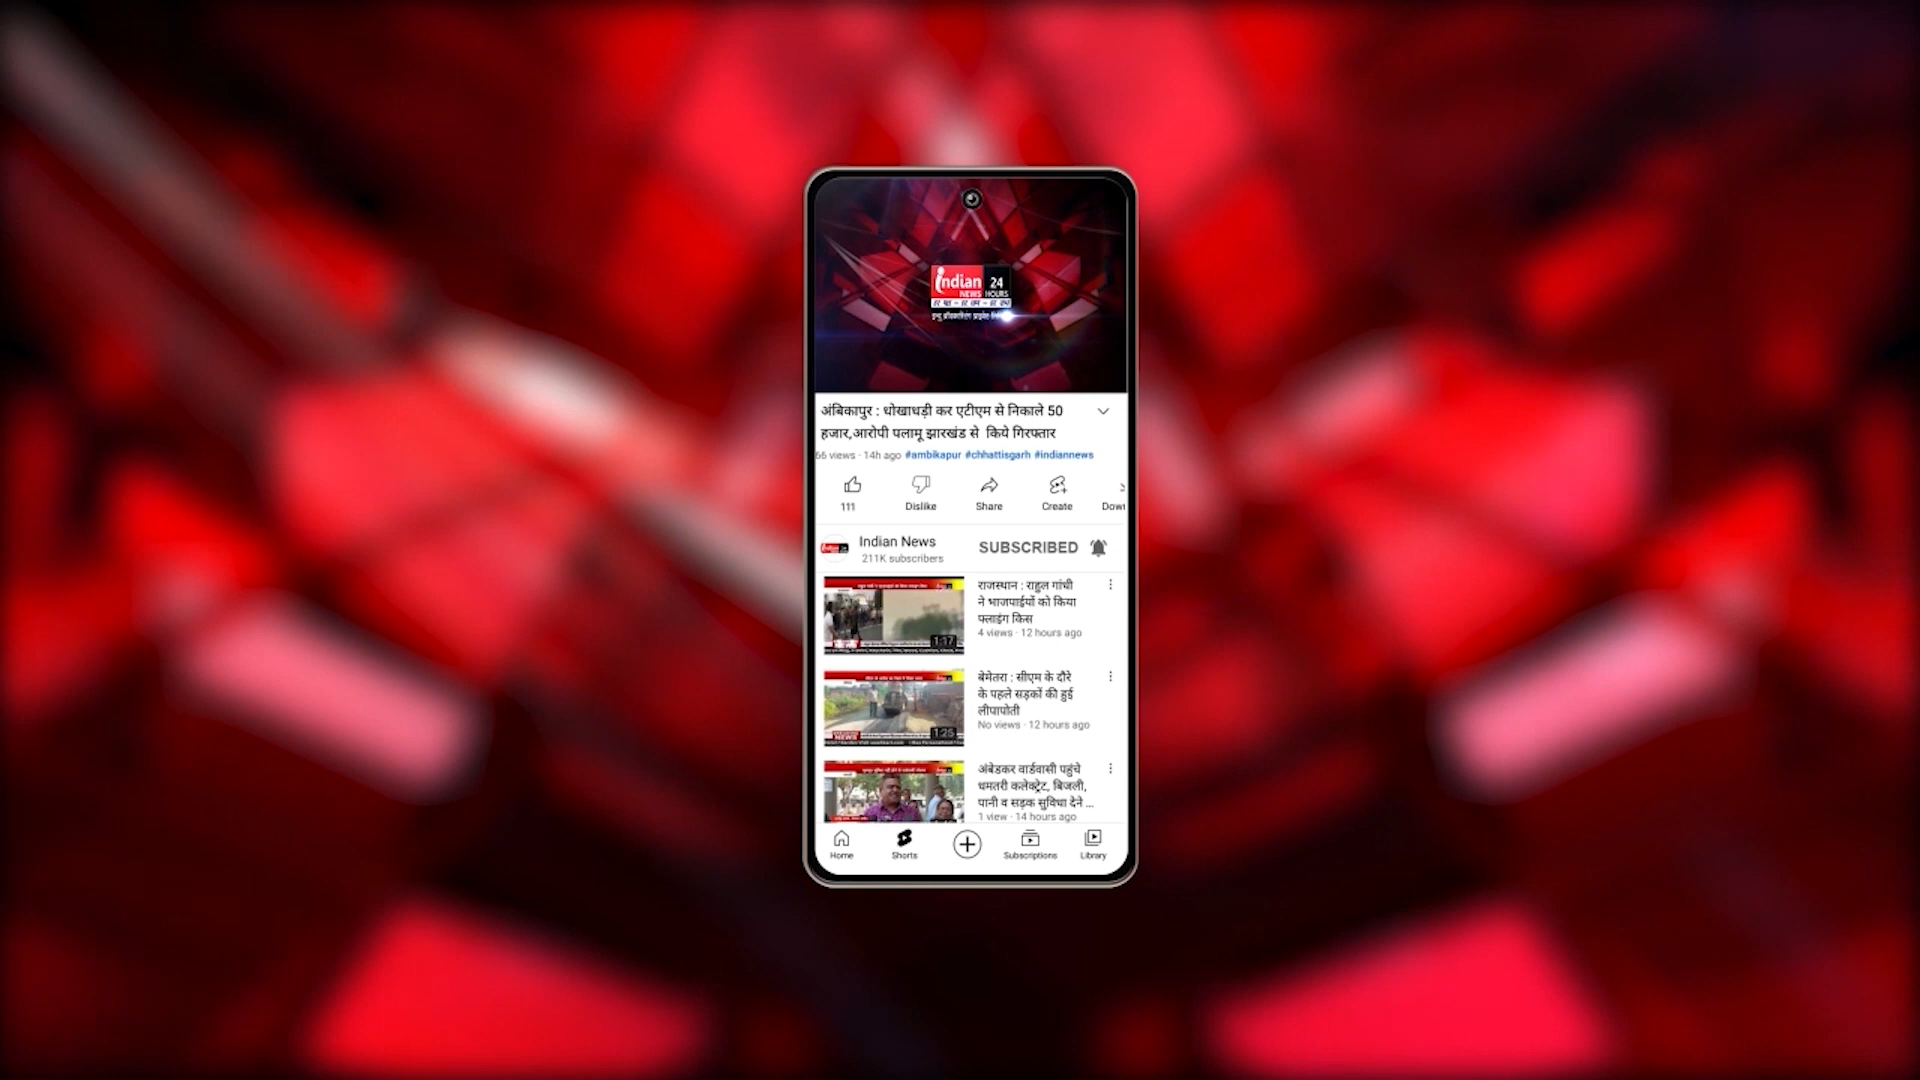 indian
NEWS
24
HOURS
अंबिकापुर : धोखाधड़ी कर एटीएम से निकाले 50
हजार,आरोपी पलामू झारखंड से  किये गिरफ्तार
66 views · 14h ago #ambikapur #chhattisgarh #indiannews
111
Dislike
Share
Create
Down
Indian News
211K subscribers
SUBSCRIBED
राजस्थान : राहुल गांधी
ने भाजपाईयों को किया
फ्लाइंग किस
4 views · 12 hours ago
1:17
बेमेतरा : सीएम के दौरे
के पहले सड़कों की हुई
लीपापोती
No views · 12 hours ago
1:25
अंबेडकर वार्डवासी पहुंचे
धमतरी कलेक्ट्रेट, बिजली,
पानी व सड़क सुविधा देने ...
1 view · 14 hours ago
Home
Shorts
Subscriptions
Library